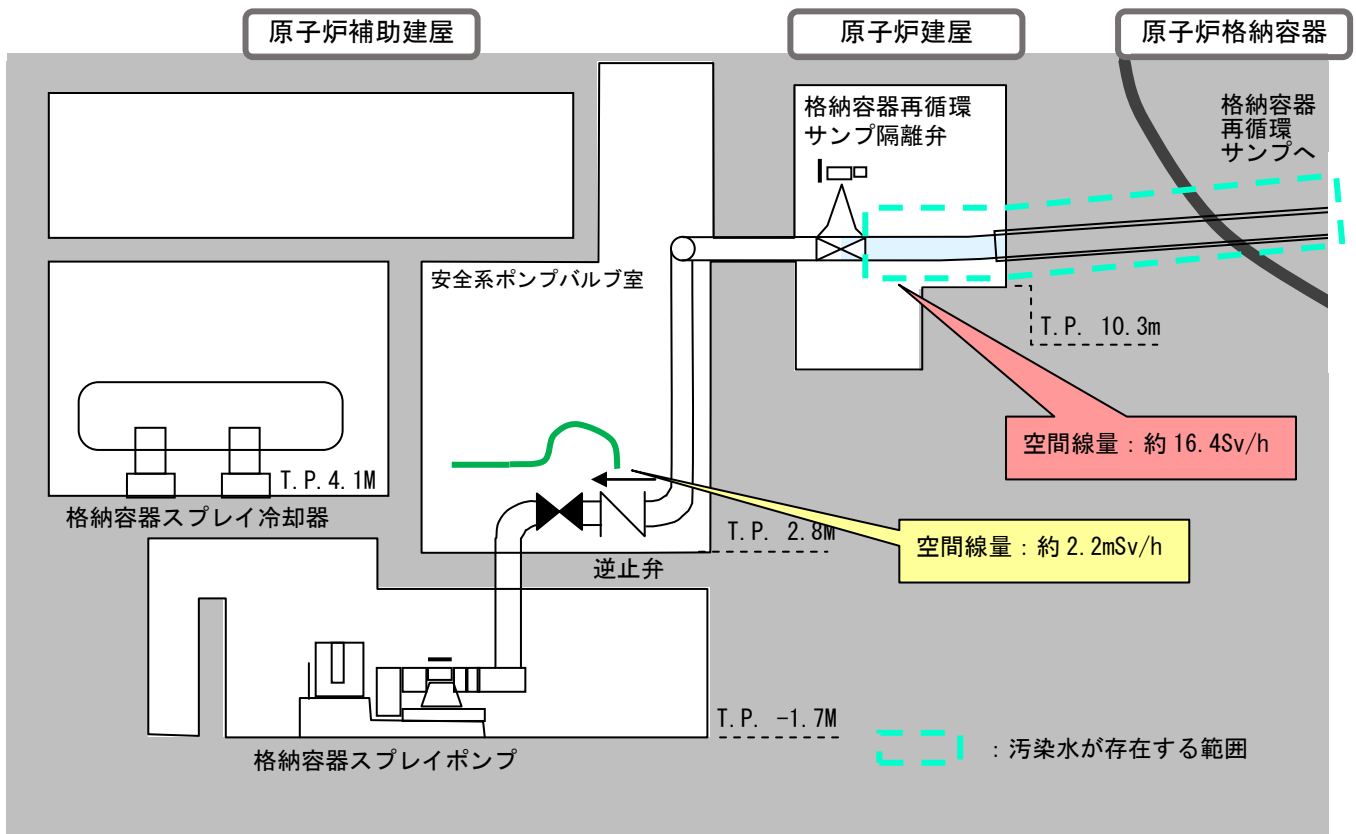 原子炉補助建屋
原子炉建屋
原子炉格納容器
格納容器再循環
サンプ隔離弁
格納容器
再循環
サンプへ
安全系ポンプバルブ室
T.P. 10.3m
空間線量：約 16.4Sv/h
T.P.4.1M
格納容器スプレイ冷却器
T.P. 2.8M
空間線量：約 2.2mSv/h
逆止弁
T.P. -1.7M
格納容器スプレイポンプ
：汚染水が存在する範囲